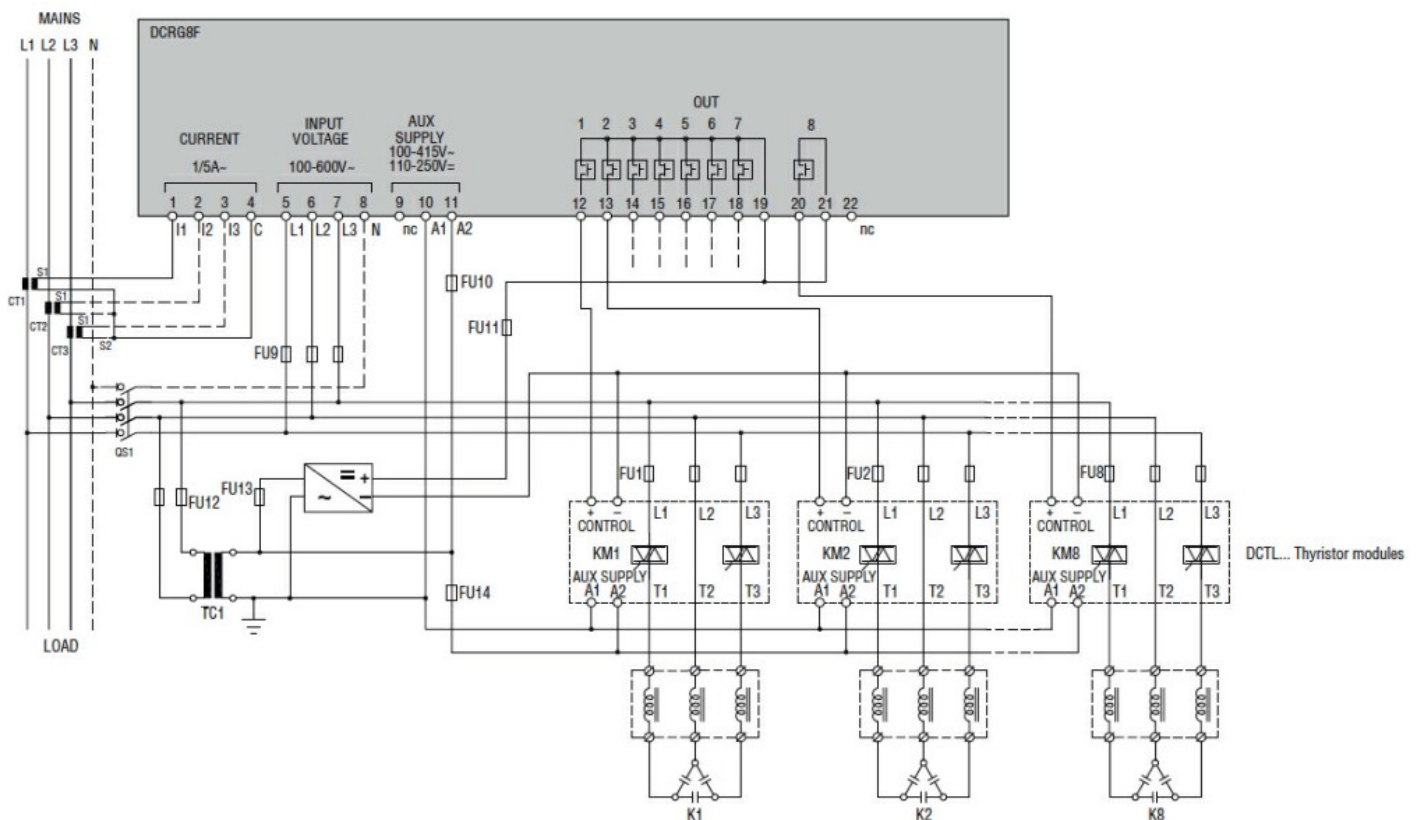 MAINS
L1 L2 L3 N
DCRG8F
OUT
CURRENT
1/5A~
INPUT
VOLTAGE
100-600V~
AUX
SUPPLY
100-415V~
110-250V=
1 2 3 4 5 6 7 8
1 2 3 4 5 6 7 8 9 10 11 12 13 14 15 16 17 18 19 20 21 22
I1 I2 I3 C L1 L2 L3 N nc A1 A2 nc
S1
CT1
S1
CT2
S1
CT3
S2
FU10
FU11
FU9
QS1
FU12
FU13
= +
~ −
FU14
TC1
LOAD
FU1
FU2
FU8
+ − L1 L2 L3
CONTROL
KM1
AUX SUPPLY
A1 A2 T1 T2 T3
+ − L1 L2 L3
CONTROL
KM2
AUX SUPPLY
A1 A2 T1 T2 T3
+ − L1 L2 L3
CONTROL
KM8
AUX SUPPLY
A1 A2 T1 T2 T3
DCTL... Thyristor modules
K1
K2
K8